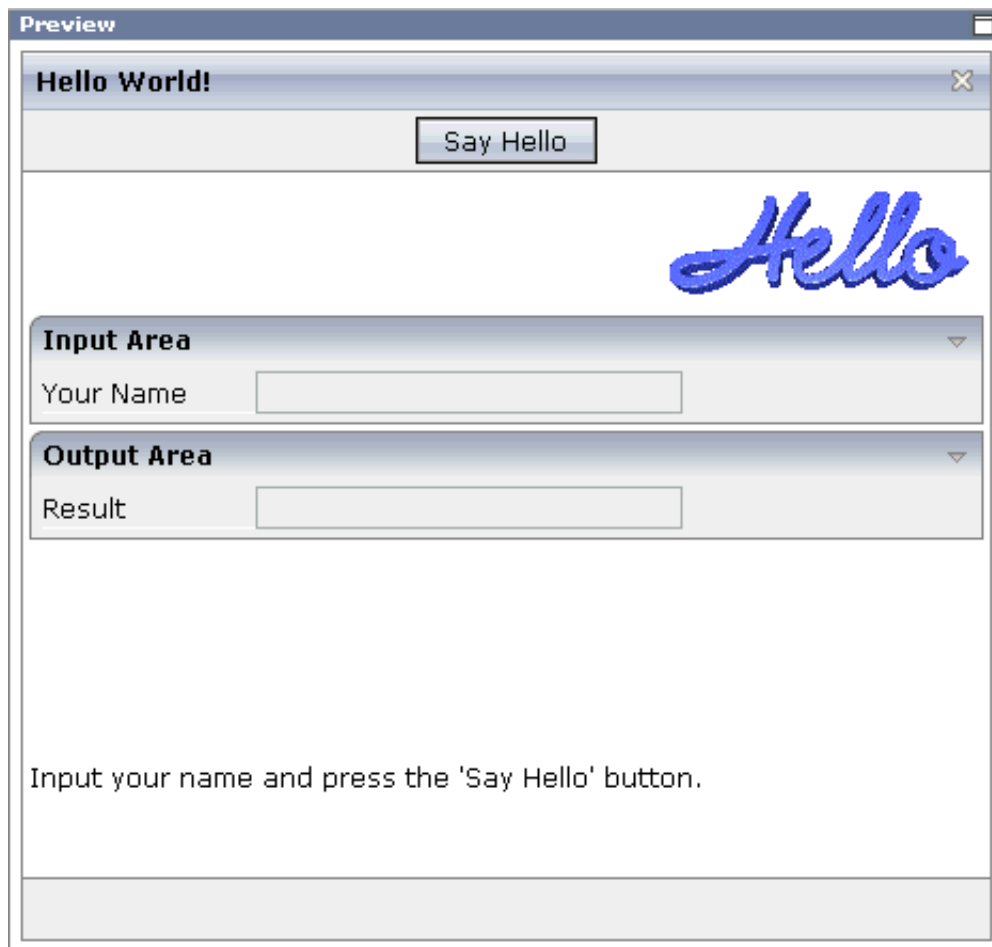 Preview
Hello World!
Say Hello
Hello
Input Area
Your Name
Output Area
Result
Input your name and press the 'Say Hello' button.